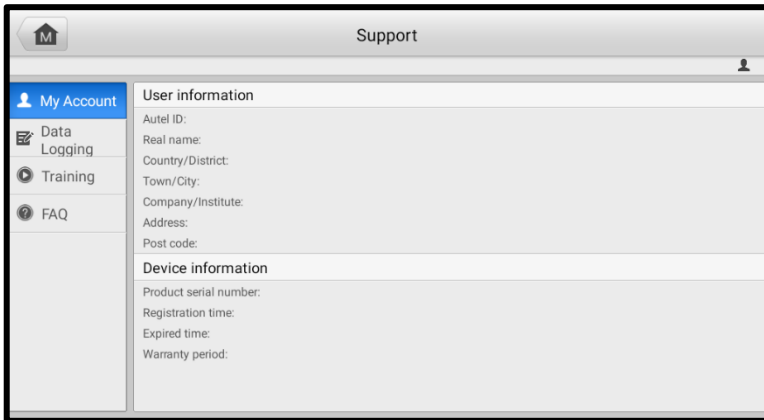 M
Support
My Account
Data
Logging
Training
FAQ
User information
Autel ID:
Real name:
Country/District:
Town/City:
Company/Institute:
Address:
Post code:
Device information
Product serial number:
Registration time:
Expired time:
Warranty period: